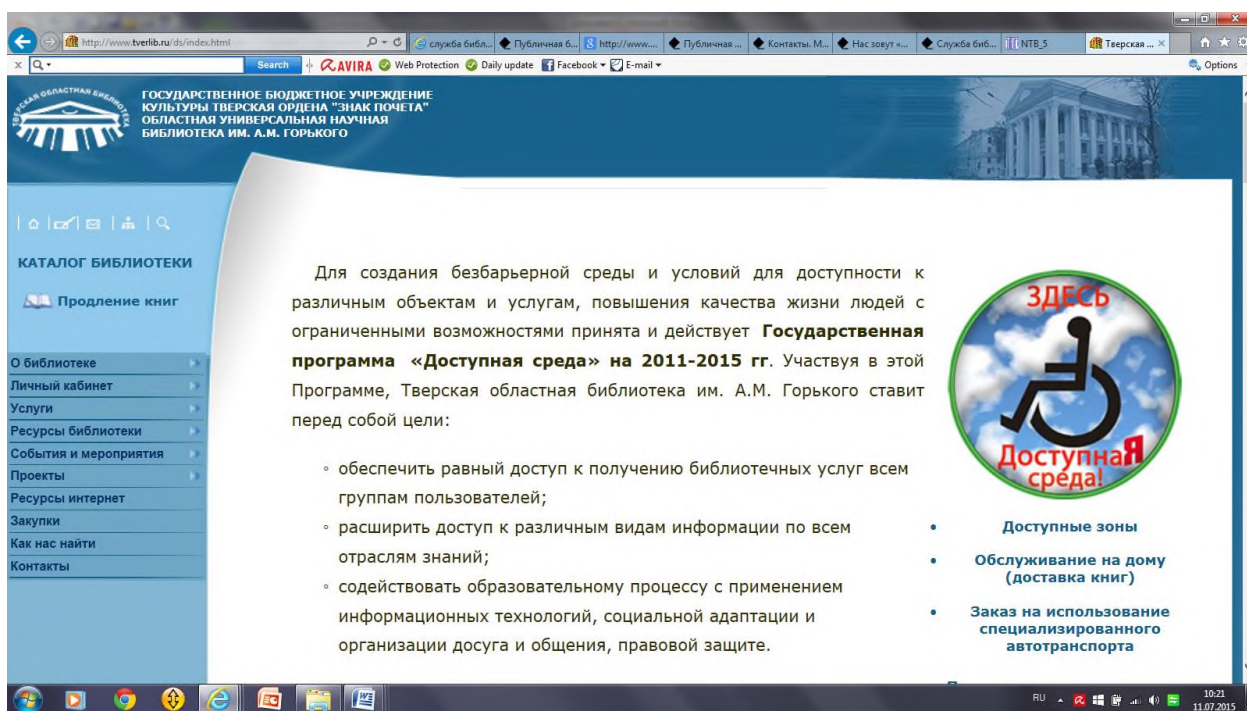 http://www.tverlib.ru/ds/index.html
служба библ...
Публичная б...
http://www....
Публичная ...
Контакты. М...
Нас зовут «...
Служба биб...
NTB_5
Тверская ...
Search
AVIRA
Web Protection
Daily update
Facebook
E-mail
Options
ТВЕРСКАЯ ОБЛАСТНАЯ БИБЛИОТЕКА
ГОСУДАРСТВЕННОЕ БЮДЖЕТНОЕ УЧРЕЖДЕНИЕ
КУЛЬТУРЫ ТВЕРСКАЯ ОРДЕНА "ЗНАК ПОЧЕТА"
ОБЛАСТНАЯ УНИВЕРСАЛЬНАЯ НАУЧНАЯ
БИБЛИОТЕКА ИМ. А.М. ГОРЬКОГО
КАТАЛОГ БИБЛИОТЕКИ
Продление книг
О библиотеке
Личный кабинет
Услуги
Ресурсы библиотеки
События и мероприятия
Проекты
Ресурсы интернет
Закупки
Как нас найти
Контакты
Для создания безбарьерной среды и условий для доступности к
различным объектам и услугам, повышения качества жизни людей с
ограниченными возможностями принята и действует Государственная
программа «Доступная среда» на 2011-2015 гг. Участвуя в этой
Программе, Тверская областная библиотека им. А.М. Горького ставит
перед собой цели:
обеспечить равный доступ к получению библиотечных услуг всем
группам пользователей;
расширить доступ к различным видам информации по всем
отраслям знаний;
содействовать образовательному процессу с применением
информационных технологий, социальной адаптации и
организации досуга и общения, правовой защите.
ЗДЕСЬ
ДоступнаЯ
среда!
Доступные зоны
Обслуживание на дому
(доставка книг)
Заказ на использование
специализированного
автотранспорта
RU
10:21
11.07.2015